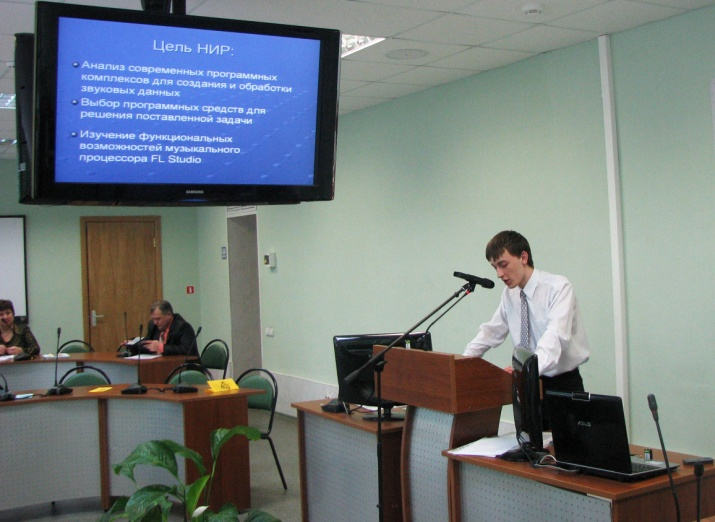 Цель НИР:
Анализ современных программных
комплексов для создания и обработки
звуковых данных
Выбор программных средств для
решения поставленной задачи
Изучение функциональных
возможностей музыкального
процессора FL Studio
SAMSUNG
ASUS